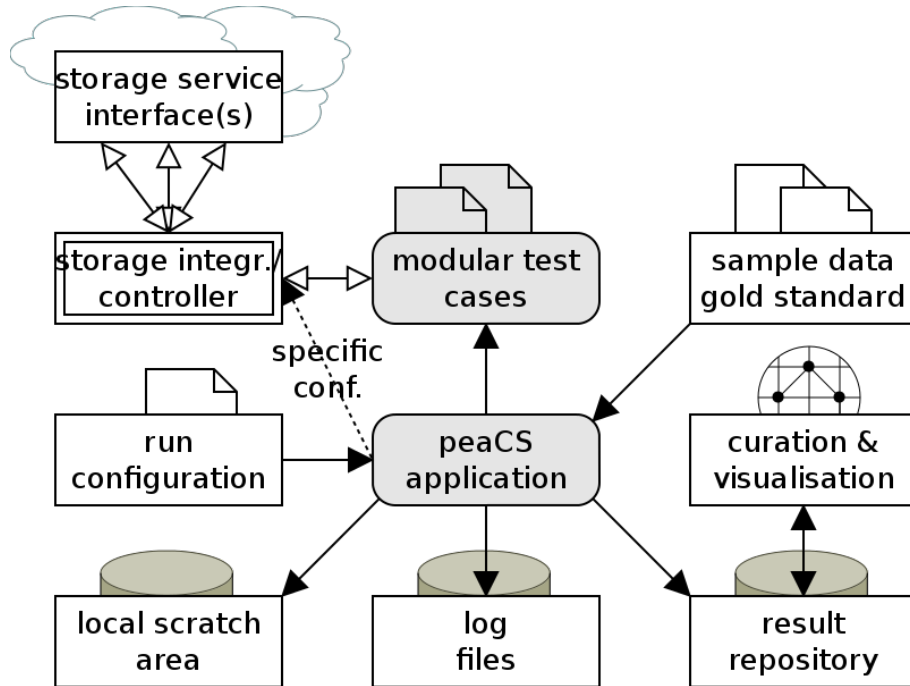 storage service
interface(s)
storage integr./
controller
modular test
cases
sample data
gold standard
specific
conf.
run
configuration
peaCS
application
curation &
visualisation
local scratch
area
log
files
result
repository